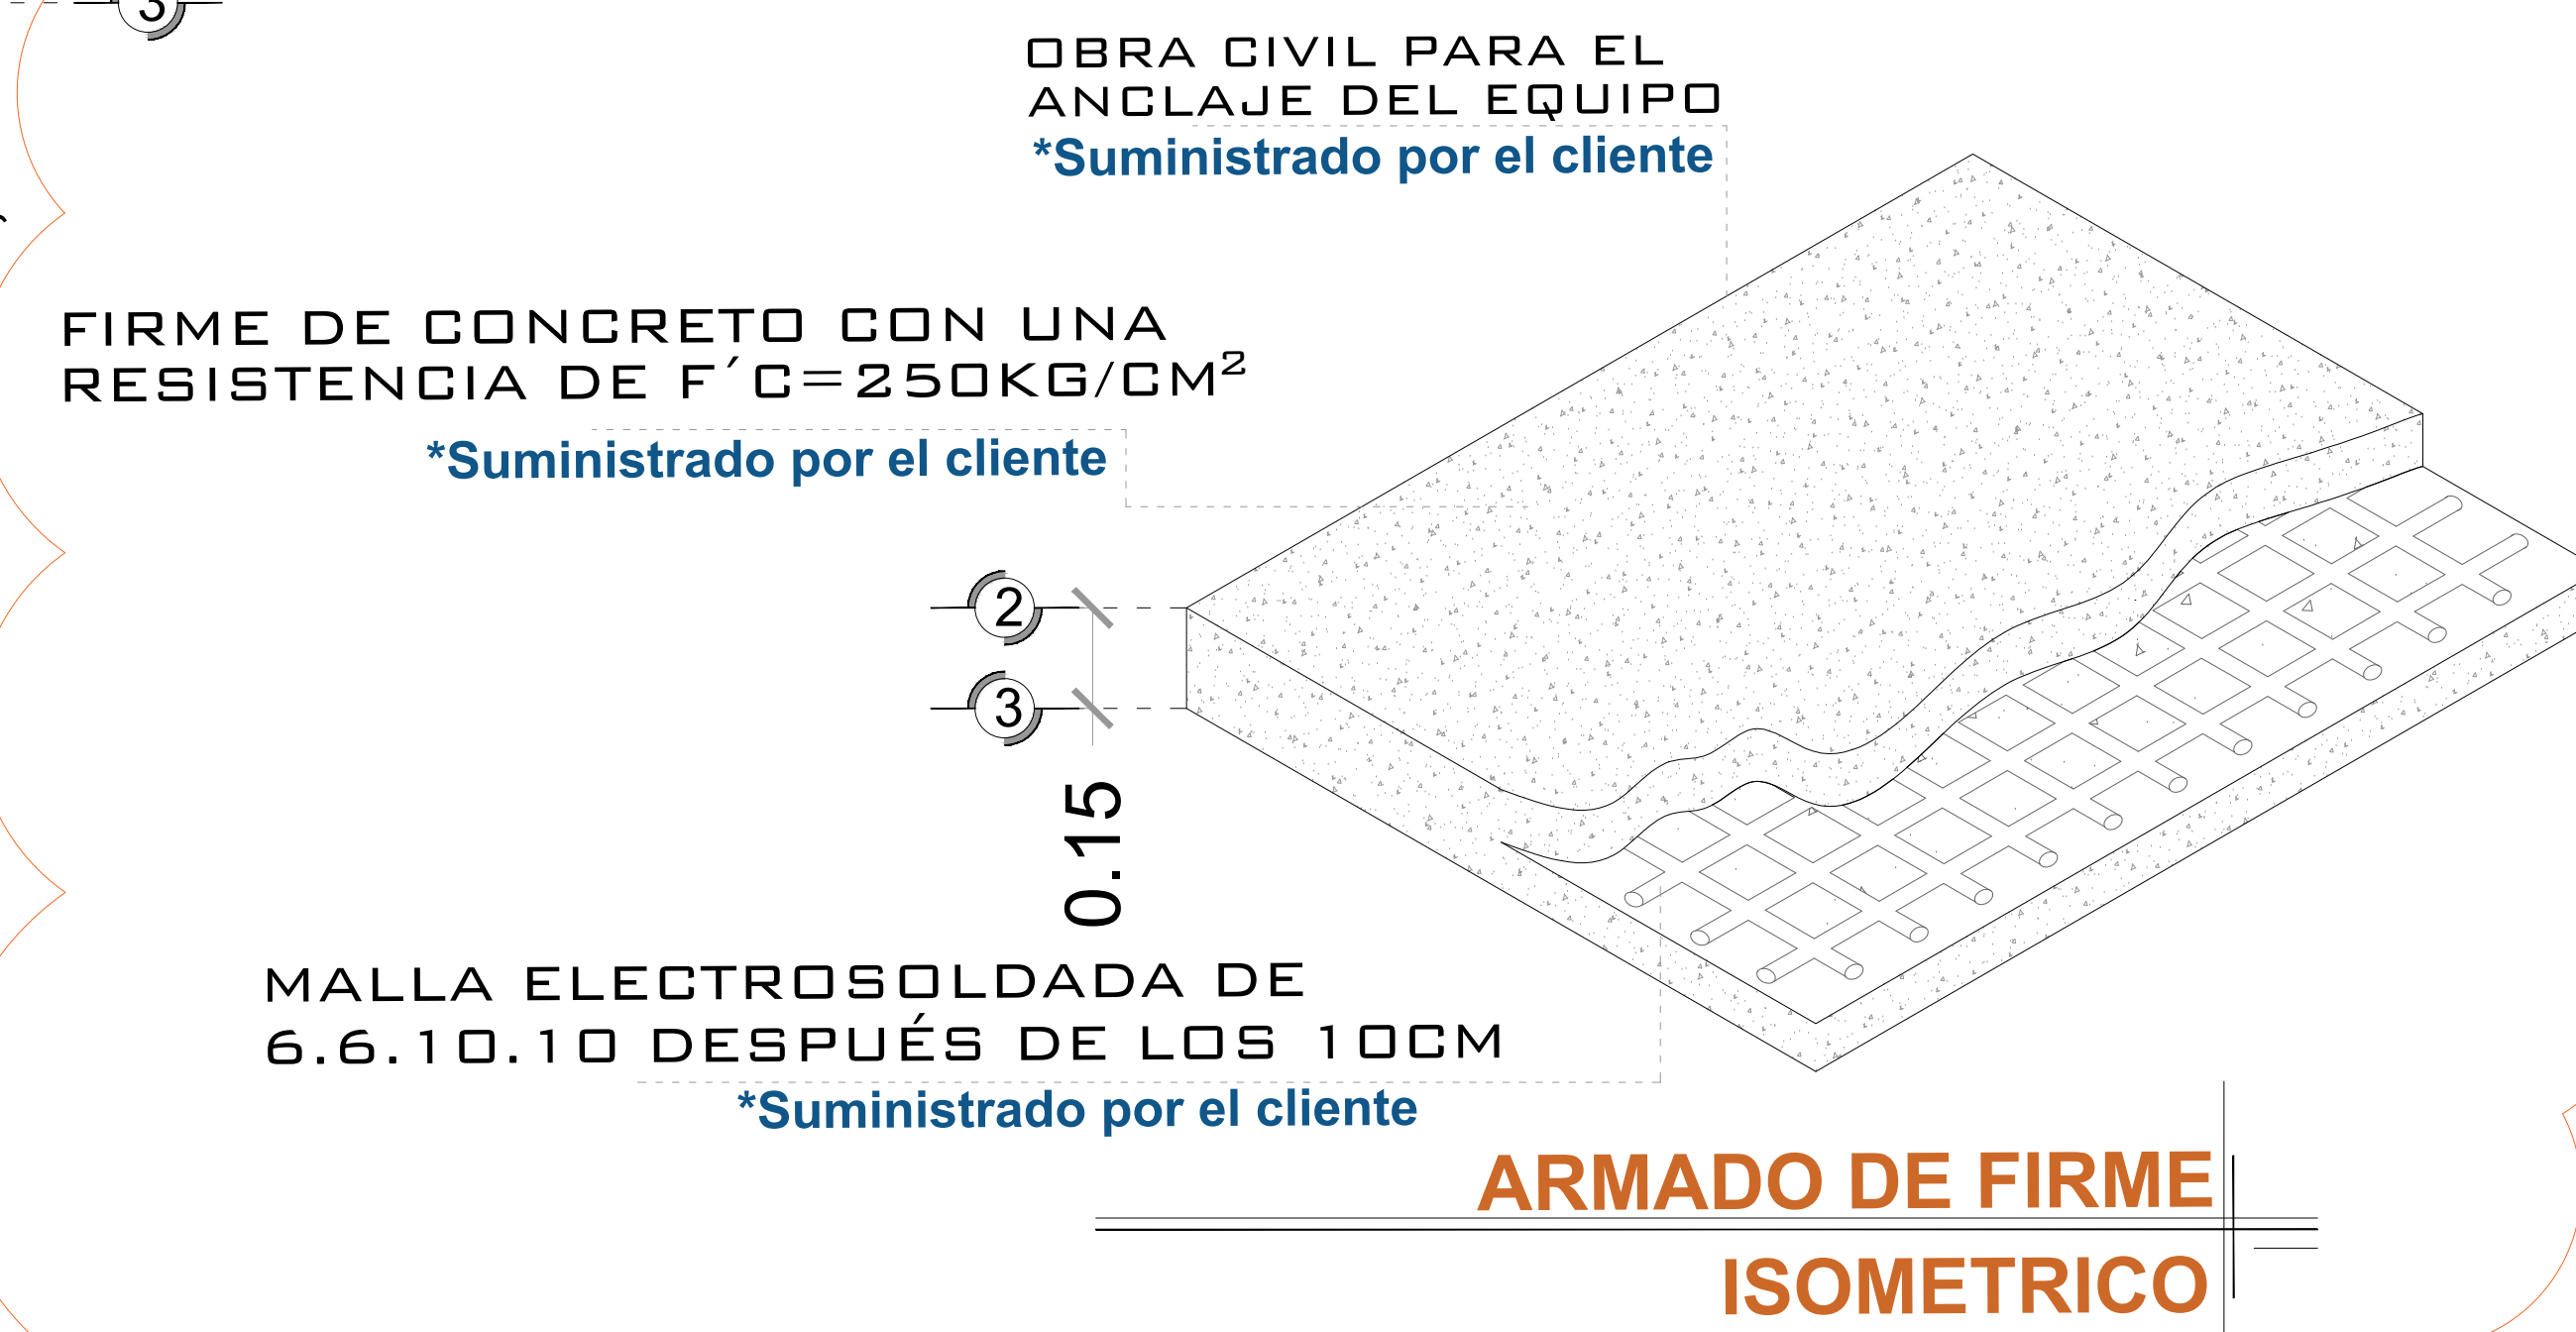 3
OBRA CIVIL PARA EL
ANCLAJE DEL EQUIPO
*Suministrado por el cliente
FIRME DE CONCRETO CON UNA
RESISTENCIA DE F´C=250KG/CM²
*Suministrado por el cliente
2
3
0.15
MALLA ELECTROSOLDADA DE
6.6.10.10 DESPUÉS DE LOS 10CM
*Suministrado por el cliente
ARMADO DE FIRME
ISOMETRICO